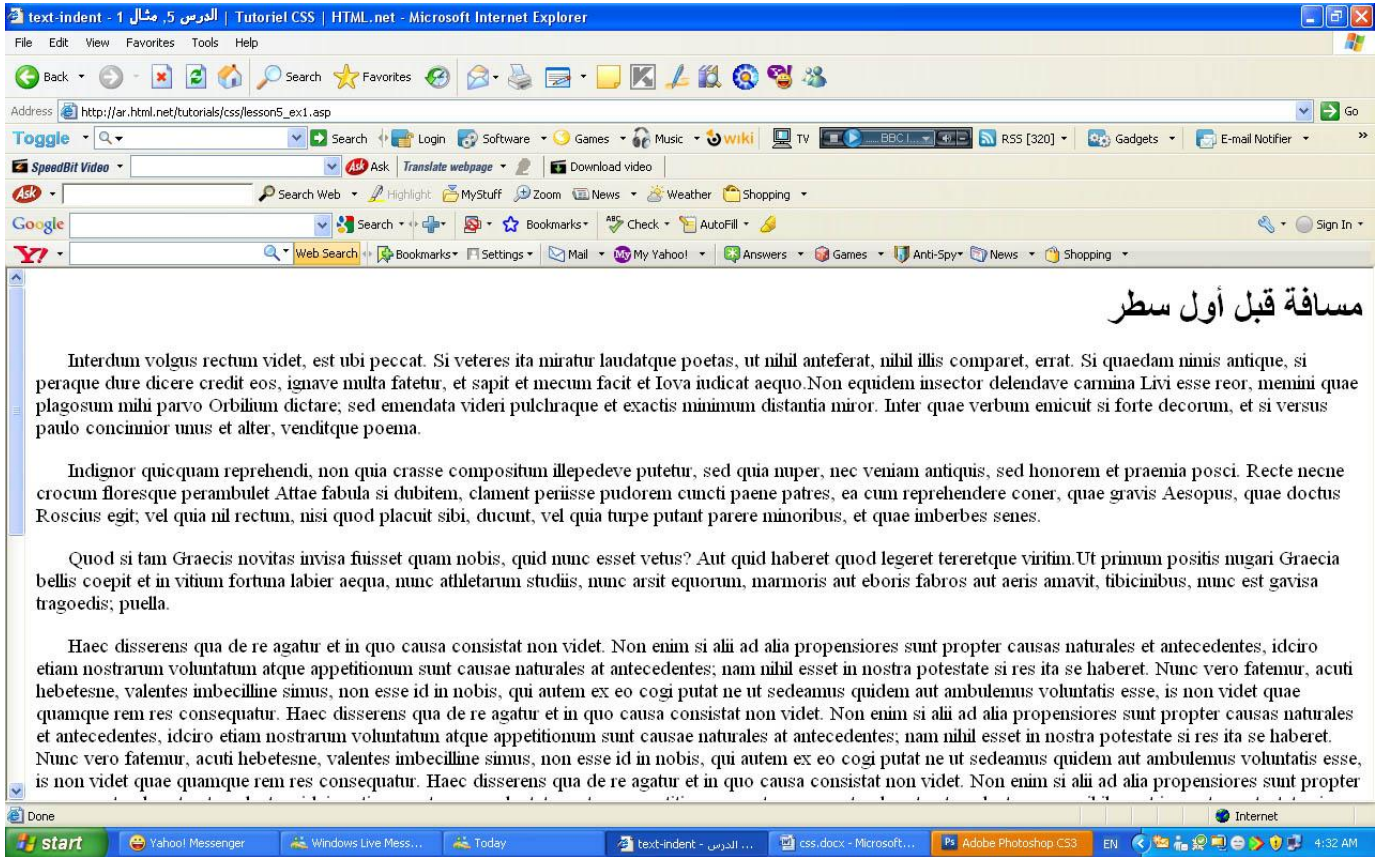 text-indent - 1 الدرس 5, مثال | Tutoriel CSS | HTML.net - Microsoft Internet Explorer
File Edit View Favorites Tools Help
Back Search Favorites
Address http://ar.html.net/tutorials/css/lesson5_ex1.asp Go
Toggle Search Login Software Games Music wiki TV BBC RSS [320] Gadgets E-mail Notifier
SpeedBit Video Ask Translate webpage Download video
Ask Search Web Highlight MyStuff Zoom News Weather Shopping
Google Search Bookmarks Check AutoFill Sign In
Y! Web Search Bookmarks Settings Mail My Yahoo! Answers Games Anti-Spy News Shopping
مسافة قبل أول سطر
Interdum volgus rectum videt, est ubi peccat. Si veteres ita miratur laudatque poetas, ut nihil anteferat, nihil illis comparet, errat. Si quaedam nimis antique, si
peraque dure dicere credit eos, ignave multa fatetur, et sapit et mecum facit et Iova iudicat aequo.Non equidem insector delendave carmina Livi esse reor, memini quae
plagosum mihi parvo Orbilium dictare; sed emendata videri pulchraque et exactis minimum distantia miror. Inter quae verbum emicuit si forte decorum, et si versus
paulo concinnior unus et alter, venditque poema.
Indignor quicquam reprehendi, non quia crasse compositum illepedeve putetur, sed quia nuper, nec veniam antiquis, sed honorem et praemia posci. Recte necne
crocum floresque perambulet Attae fabula si dubitem, clament periisse pudorem cuncti paene patres, ea cum reprehendere coner, quae gravis Aesopus, quae doctus
Roscius egit; vel quia nil rectum, nisi quod placuit sibi, ducunt, vel quia turpe putant parere minoribus, et quae imberbes senes.
Quod si tam Graecis novitas invisa fuisset quam nobis, quid nunc esset vetus? Aut quid haberet quod legeret tereretque viritim.Ut primum positis nugari Graecia
bellis coepit et in vitium fortuna labier aequa, nunc athletarum studiis, nunc arsit equorum, marmoris aut eboris fabros aut aeris amavit, tibicinibus, nunc est gavisa
tragoedis; puella.
Haec disserens qua de re agatur et in quo causa consistat non videt. Non enim si alii ad alia propensiores sunt propter causas naturales et antecedentes, idciro
etiam nostrarum voluntatum atque appetitionum sunt causae naturales at antecedentes; nam nihil esset in nostra potestate si res ita se haberet. Nunc vero fatemur, acuti
hebetesne, valentes imbecilline simus, non esse id in nobis, qui autem ex eo cogi putat ne ut sedeamus quidem aut ambulemus voluntatis esse, is non videt quae
quamque rem res consequatur. Haec disserens qua de re agatur et in quo causa consistat non videt. Non enim si alii ad alia propensiores sunt propter causas naturales
et antecedentes, idciro etiam nostrarum voluntatum atque appetitionum sunt causae naturales at antecedentes; nam nihil esset in nostra potestate si res ita se haberet.
Nunc vero fatemur, acuti hebetesne, valentes imbecilline simus, non esse id in nobis, qui autem ex eo cogi putat ne ut sedeamus quidem aut ambulemus voluntatis esse,
is non videt quae quamque rem res consequatur. Haec disserens qua de re agatur et in quo causa consistat non videt. Non enim si alii ad alia propensiores sunt propter
Done Internet
start Yahoo! Messenger Windows Live Mess... Today text-indent - الدرس ... css.docx - Microsoft... Adobe Photoshop CS3 EN 4:32 AM